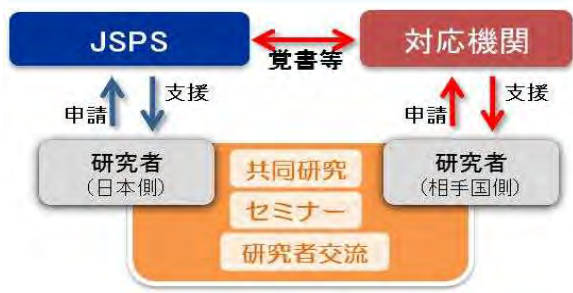 JSPS
対応機関
覚書等
申請
支援
申請
支援
研究者
(日本側)
共同研究
セミナー
研究者交流
研究者
(相手国側)